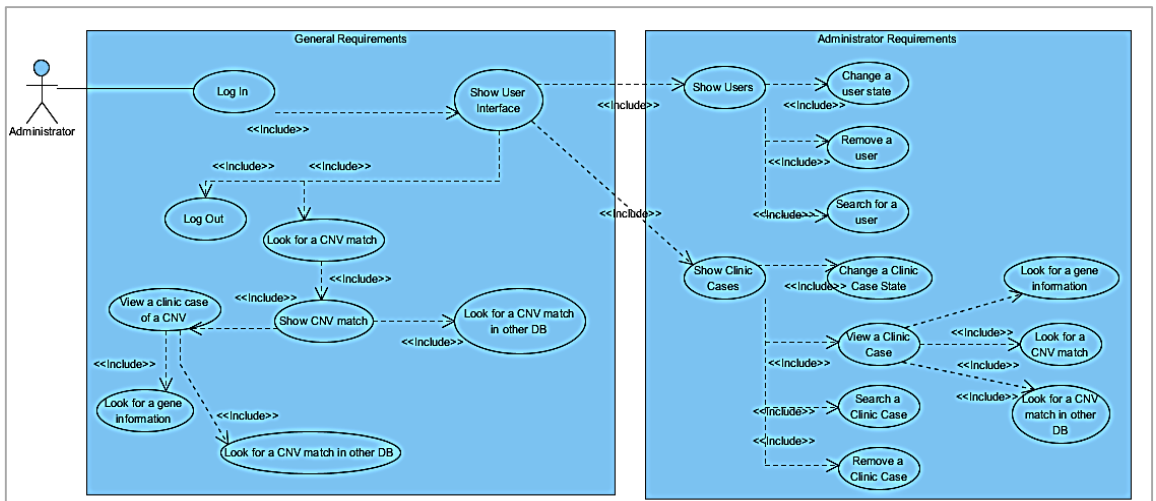 General Requirements
Administrator Requirements
Administrator
Log In
<<Include>>
Show User
Interface
<<Include>>
<<Include>>
Log Out
Look for a CNV match
<<Include>>
View a clinic case
of a CNV
<<Include>>
Show CNV match
<<Include>>
Look for a CNV match
in other DB
<<Include>>
Look for a gene
information
<<Include>>
Look for a CNV match in other DB
<<Include>>
<<Include>>
Show Users
<<Include>>
Change a
user state
<<Include>>
Remove a
user
<<Include>>
Search for a
user
Show Clinic
Cases
<<Include>>
Change a Clinic
Case State
<<Include>>
View a Clinic
Case
Look for a gene
information
<<Include>>
Look for a
CNV match
<<Include>>
Look for a CNV
match in other
DB
<<Include>>
Search a
Clinic Case
<<Include>>
Remove a
Clinic Case